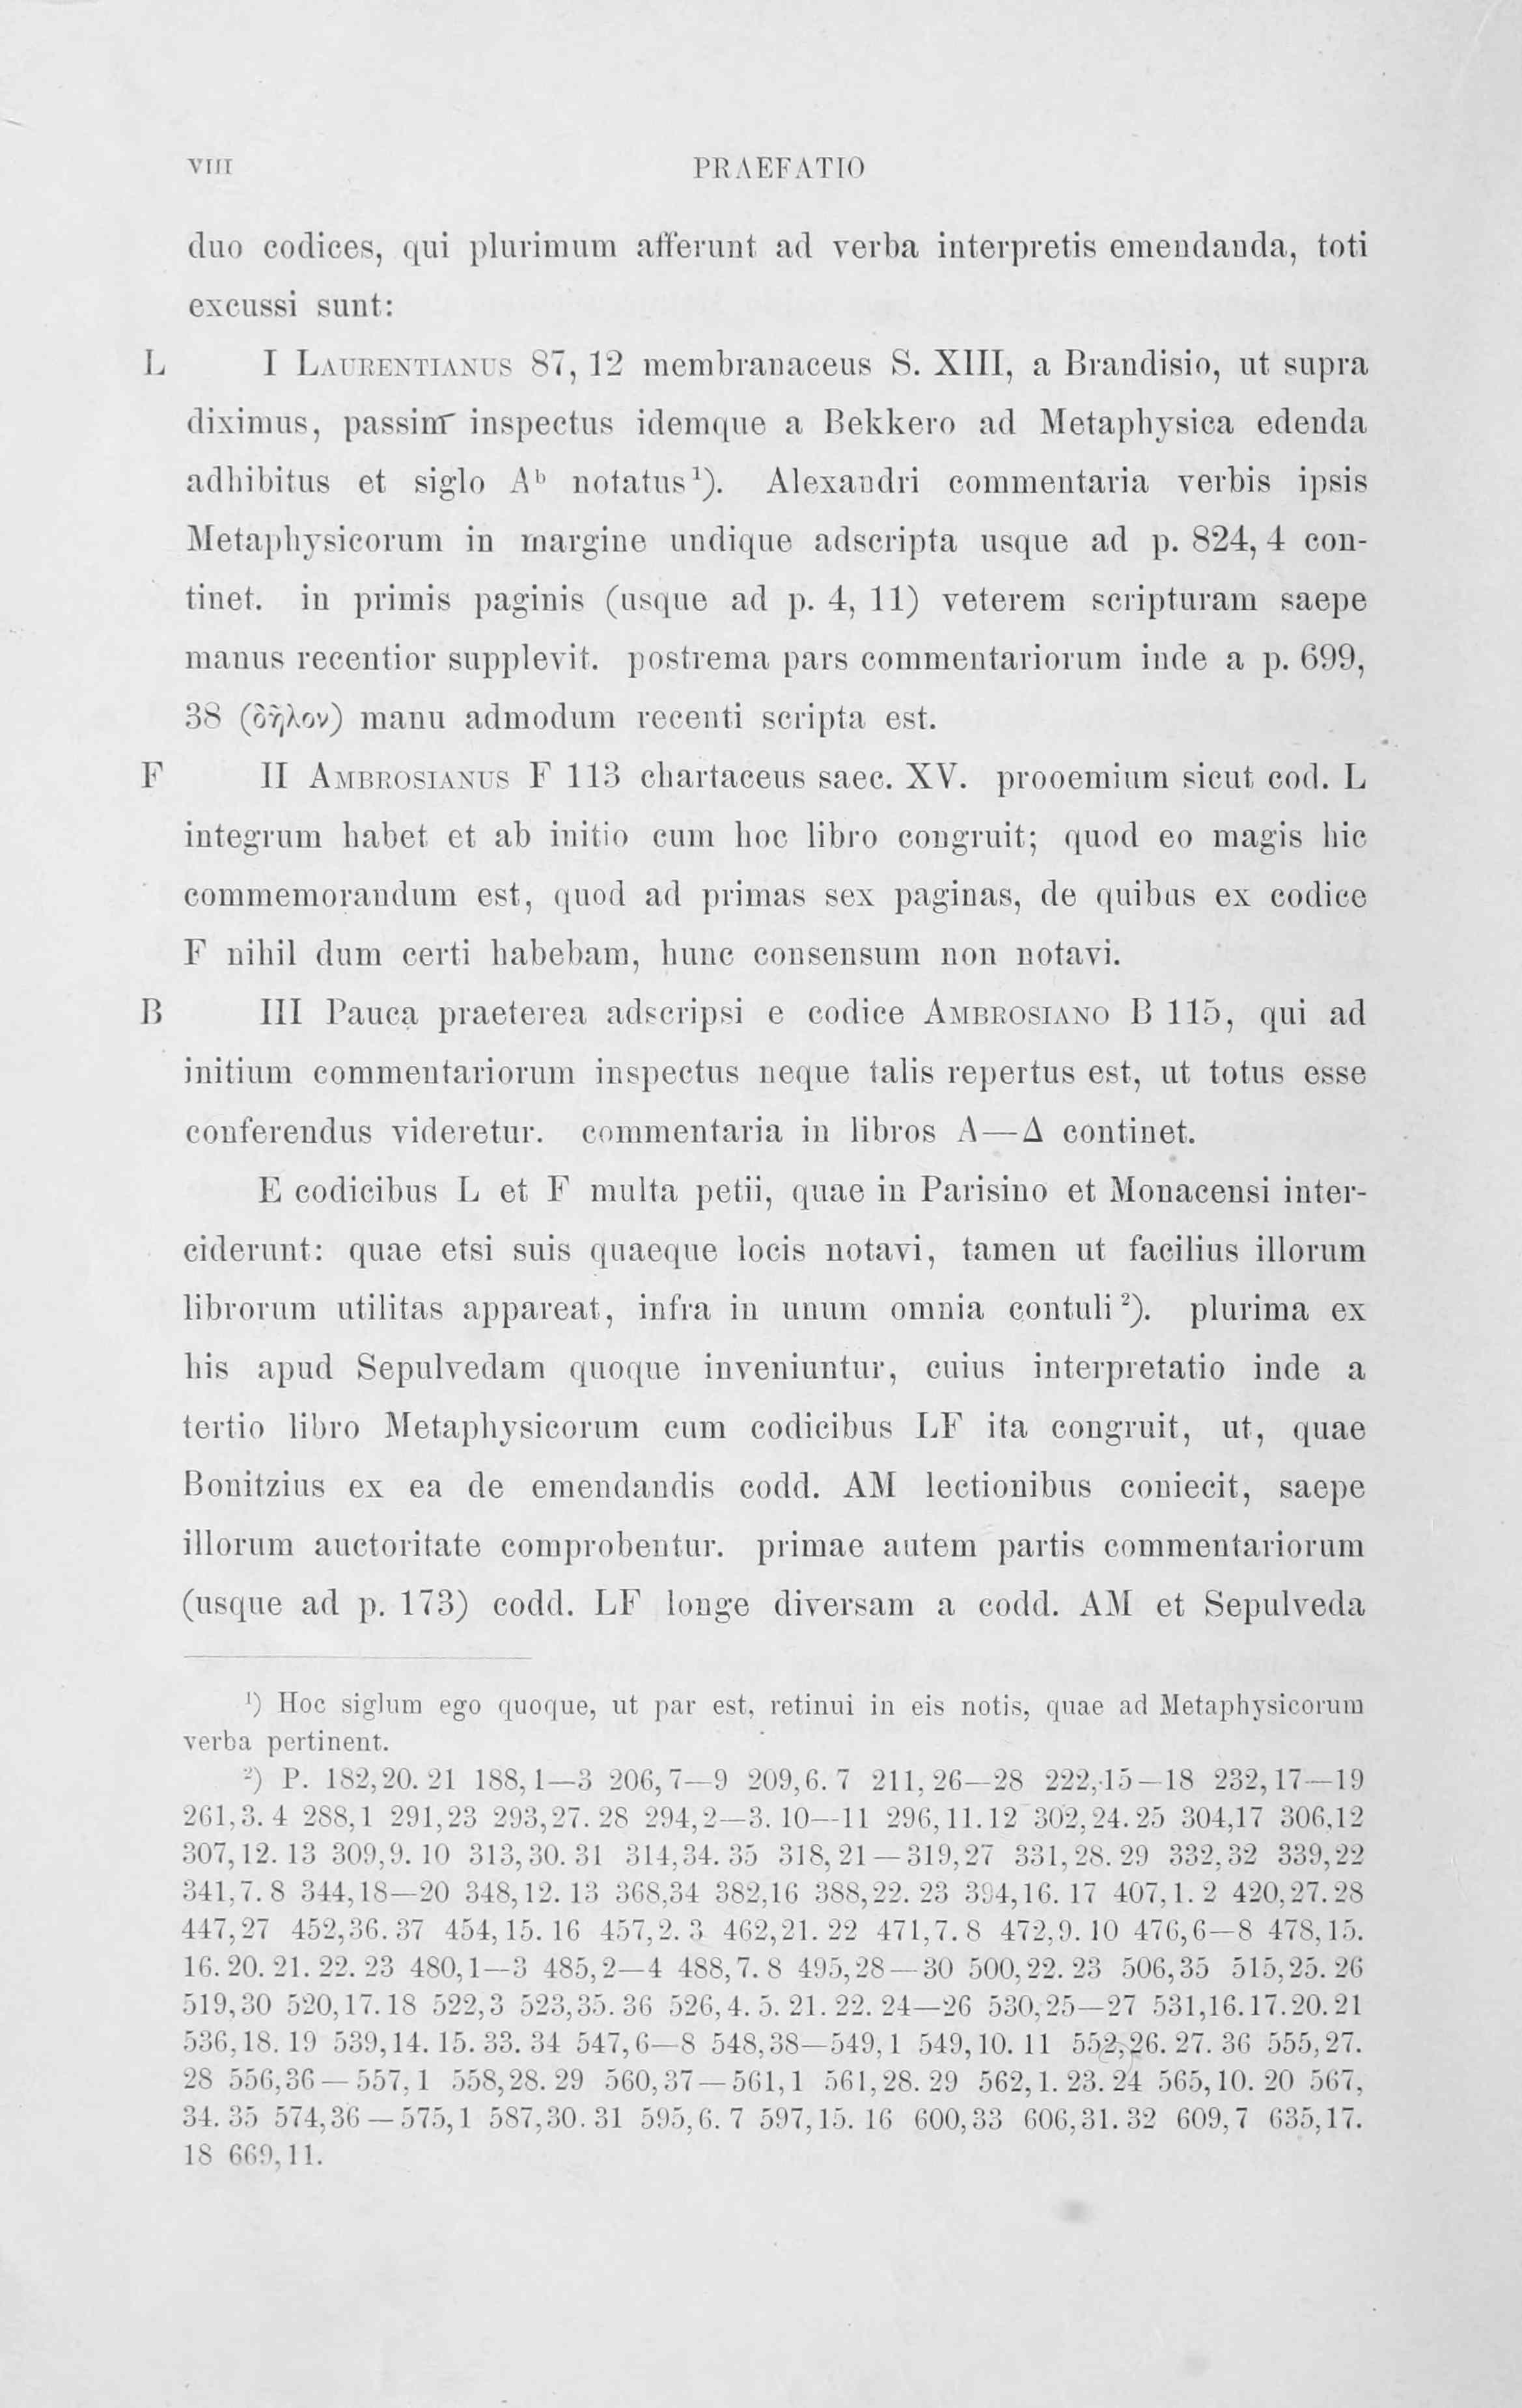 VIII PRAEFATIO
duo codices, qui plurimum afferunt ad verba interpretis emendanda, toti
excussi sunt:
L I LAURENTIANUS 87, 12 membranaceus S. XIII, a Brandisio, ut supra
diximus, passim inspectus idemque a Bekkero ad Metaphysica edenda
adhibitus et siglo Aᵇ notatus¹). Alexandri commentaria verbis ipsis
Metaphysicorum in margine undique adscripta usque ad p. 824, 4 con-
tinet. in primis paginis (usque ad p. 4, 11) veterem scripturam saepe
manus recentior supplevit. postrema pars commentariorum inde a p. 699,
38 (δῆλον) manu admodum recenti scripta est.
F II AMBROSIANUS F 113 chartaceus saec. XV. prooemium sicut cod. L
integrum habet et ab initio cum hoc libro congruit; quod eo magis hic
commemorandum est, quod ad primas sex paginas, de quibus ex codice
F nihil dum certi habebam, hunc consensum non notavi.
B III Pauca praeterea adscripsi e codice AMBROSIANO B 115, qui ad
initium commentariorum inspectus neque talis repertus est, ut totus esse
conferendus videretur. commentaria in libros A—Δ continet.
E codicibus L et F multa petii, quae in Parisino et Monacensi inter-
ciderunt: quae etsi suis quaeque locis notavi, tamen ut facilius illorum
librorum utilitas appareat, infra in unum omnia contuli²). plurima ex
his apud Sepulvedam quoque inveniuntur, cuius interpretatio inde a
tertio libro Metaphysicorum cum codicibus LF ita congruit, ut, quae
Bonitzius ex ea de emendandis codd. AM lectionibus coniecit, saepe
illorum auctoritate comprobentur. primae autem partis commentariorum
(usque ad p. 173) codd. LF longe diversam a codd. AM et Sepulveda
¹) Hoc siglum ego quoque, ut par est, retinui in eis notis, quae ad Metaphysicorum
verba pertinent.
²) P. 182,20. 21 188, 1—3 206, 7—9 209,6. 7 211, 26—28 222, 15—18 232, 17—19
261,3. 4 288,1 291,23 293,27. 28 294,2—3. 10—11 296,11. 12 302,24. 25 304,17 306,12
307,12. 13 309,9. 10 313,30. 31 314,34. 35 318, 21—319,27 331,28. 29 332,32 339,22
341,7. 8 344,18—20 348,12. 13 368,34 382,16 388,22. 23 394,16. 17 407,1. 2 420,27. 28
447,27 452,36. 37 454,15. 16 457,2. 3 462,21. 22 471,7. 8 472,9. 10 476,6—8 478,15.
16. 20. 21. 22. 23 480,1—3 485,2—4 488,7. 8 495,28—30 500,22. 23 506,35 515,25. 26
519,30 520,17. 18 522,3 523,35. 36 526,4. 5. 21. 22. 24—26 530,25—27 531,16. 17. 20. 21
536,18. 19 539,14. 15. 33. 34 547,6—8 548,38—549,1 549,10. 11 552,26. 27. 36 555,27.
28 556,36—557,1 558,28. 29 560,37—561,1 561,28. 29 562,1. 23. 24 565,10. 20 567,
34. 35 574,36—575,1 587,30. 31 595,6. 7 597,15. 16 600,33 606,31. 32 609,7 635,17.
18 669,11.